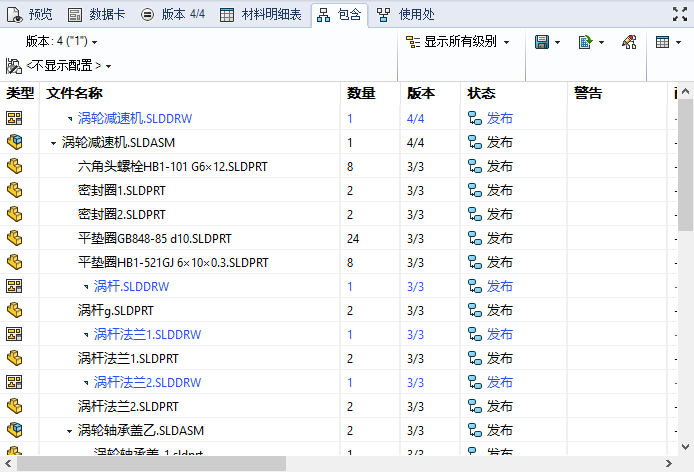 预览 数据卡 版本 4/4 材料明细表 包含 使用处
版本: 4 ("1") 显示所有级别
<不显示配置 >
类型 文件名称 数量 版本 状态 警告
涡轮减速机.SLDDRW 1 4/4 发布
涡轮减速机.SLDASM 1 4/4 发布
六角头螺栓HB1-101 G6×12.SLDPRT 8 3/3 发布
密封圈1.SLDPRT 2 3/3 发布
密封圈2.SLDPRT 2 3/3 发布
平垫圈GB848-85 d10.SLDPRT 24 3/3 发布
平垫圈HB1-521GJ 6×10×0.3.SLDPRT 8 3/3 发布
涡杆.SLDDRW 1 3/3 发布
涡杆g.SLDPRT 2 3/3 发布
涡杆法兰1.SLDDRW 1 3/3 发布
涡杆法兰1.SLDPRT 2 3/3 发布
涡杆法兰2.SLDDRW 1 3/3 发布
涡杆法兰2.SLDPRT 2 3/3 发布
涡轮轴承盖乙.SLDASM 2 3/3 发布
涡轮轴承盖-1.sldprt